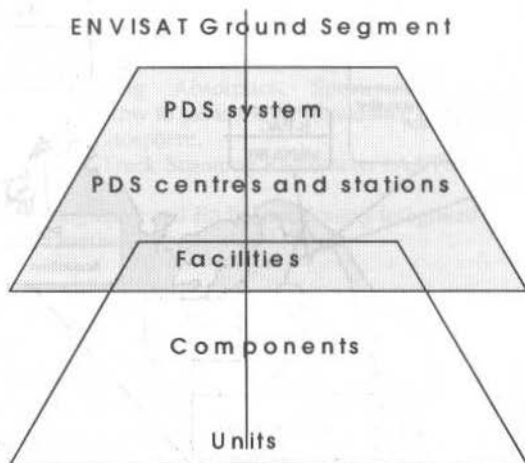 ENVISAT Ground Segment
PDS system
PDS centres and stations
Facilities
Components
Units